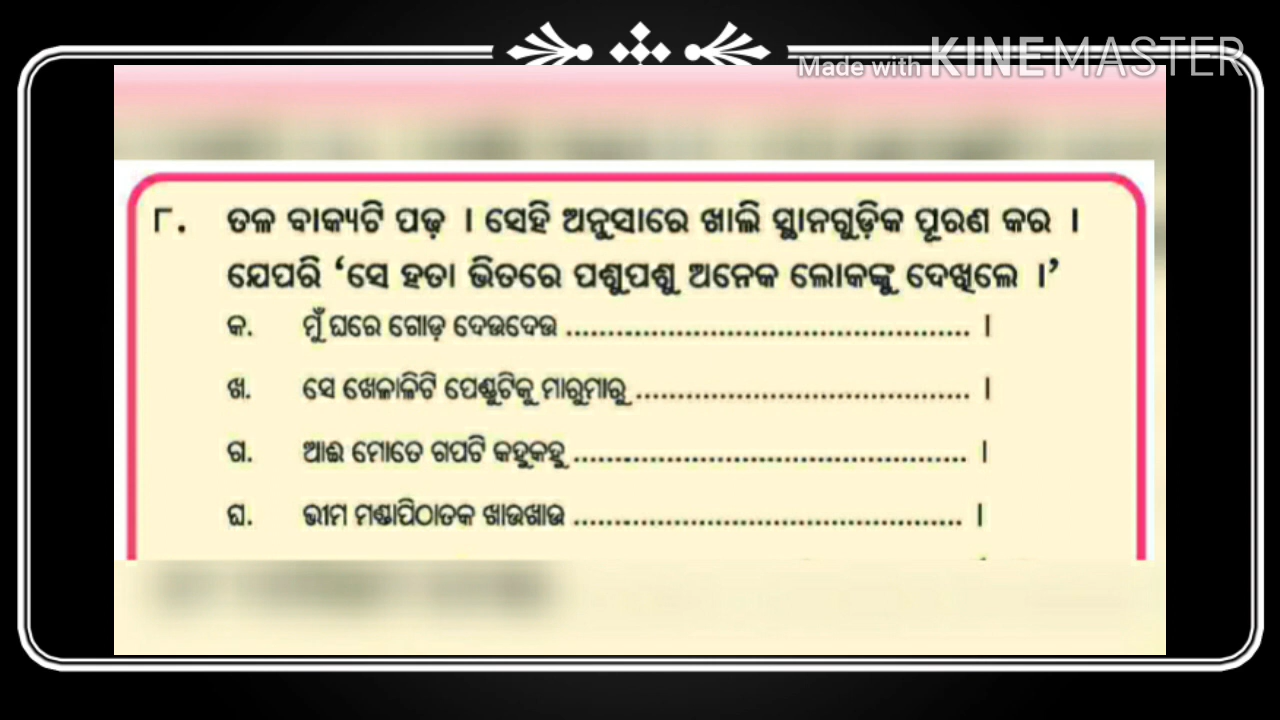 Made with KINEMASTER
୮. ତଳ ବାକ୍ୟଟି ପଢ଼ । ସେହି ଅନୁସାରେ ଖାଲି ସ୍ଥାନଗୁଡ଼ିକ ପୂରଣ କର ।
ଯେପରି ‘ସେ ହତା ଭିତରେ ପଶୁପଶୁ ଅନେକ ଲୋକଙ୍କୁ ଦେଖିଲେ ।’
କ. ମୁଁ ଘରେ ଗୋଡ଼ ଦେଉଦେଉ ................................................ ।
ଖ. ସେ ଖେଳାଳିଟି ପେଣ୍ଡୁଟିକୁ ମାରୁମାରୁ ........................................ ।
ଗ. ଆଈ ମୋତେ ଗପଟି କହୁକହୁ ............................................... ।
ଘ. ଭୀମ ମଣ୍ଡାପିଠାତକ ଖାଉଖାଉ .............................................. ।